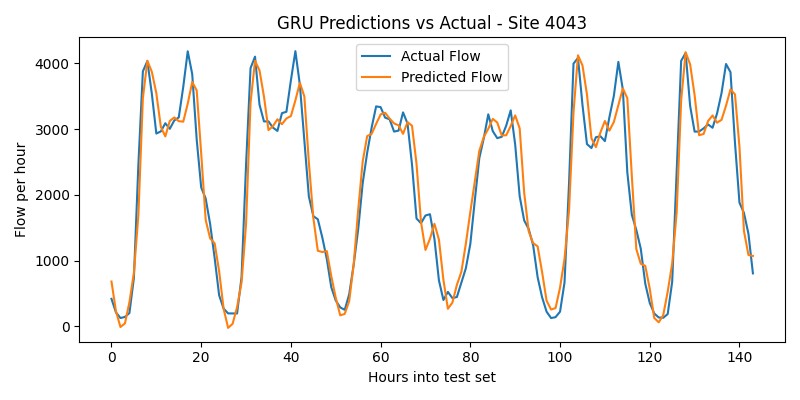 GRU Predictions vs Actual - Site 4043
Actual Flow
Predicted Flow
Flow per hour
4000
3000
2000
1000
0
0 20 40 60 80 100 120 140
Hours into test set